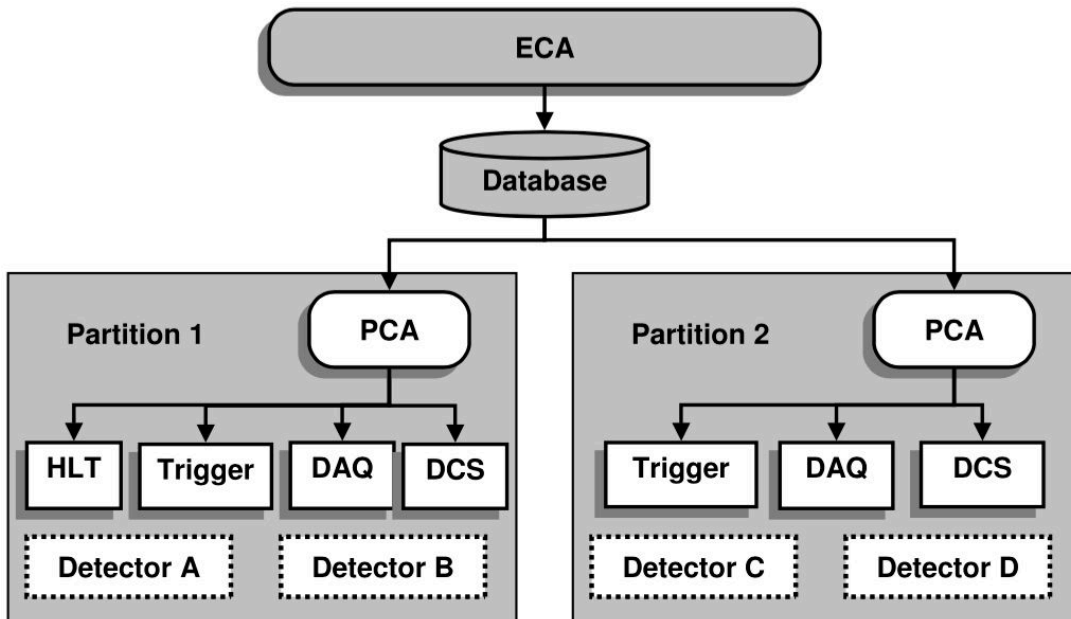 ECA
Database
Partition 1
PCA
HLT
Trigger
DAQ
DCS
Detector A
Detector B
Partition 2
PCA
Trigger
DAQ
DCS
Detector C
Detector D